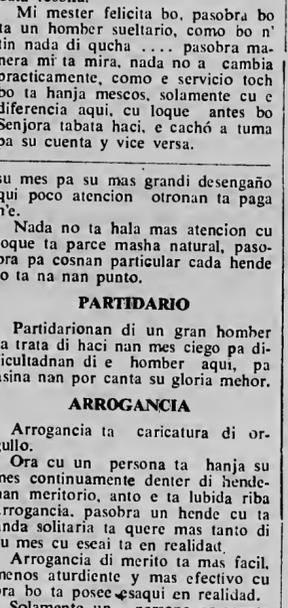 Mi mester felicita bo, pasobra bo
ta un homber sueltario, como bo n'
tin nada di qucha .... pasobra ma-
nera mi ta mira, nada no a cambia
practicamente, como e servicio toch
bo ta hanja mescos, solamente cu e
diferencia aqui, cu loque antes bo
Senjora tabata haci, e cachó a tuma
pa su cuenta y vice versa.
su mes pa su mas grandi desengaño
qui poco atencion otronan ta paga
n'e.
Nada no ta hala mas atencion cu
loque ta parce masha natural, paso-
bra pa cosnan particular cada hende
to ta na nan punto.
PARTIDARIO
Partidarionan di un gran homber
ta trata di haci nan mes ciego pa di-
ficultadnan di e homber aqui, pa
asina nan por canta su gloria mehor.
ARROGANCIA
Arrogancia ta caricatura di or-
gullo.
Ora cu un persona ta hanja su
mes continuamente denter di hende-
nan meritorio, anto e ta lubida riba
arrogancia, pasobra un hende cu ta
anda solitaria ta quere mas tanto di
su mes cu eseai ta en realidad.
Arrogancia di merito ta mas facil,
menos aturdiente y mas efectivo cu
ora bo ta posee esaqui en realidad.
Solamente un persona